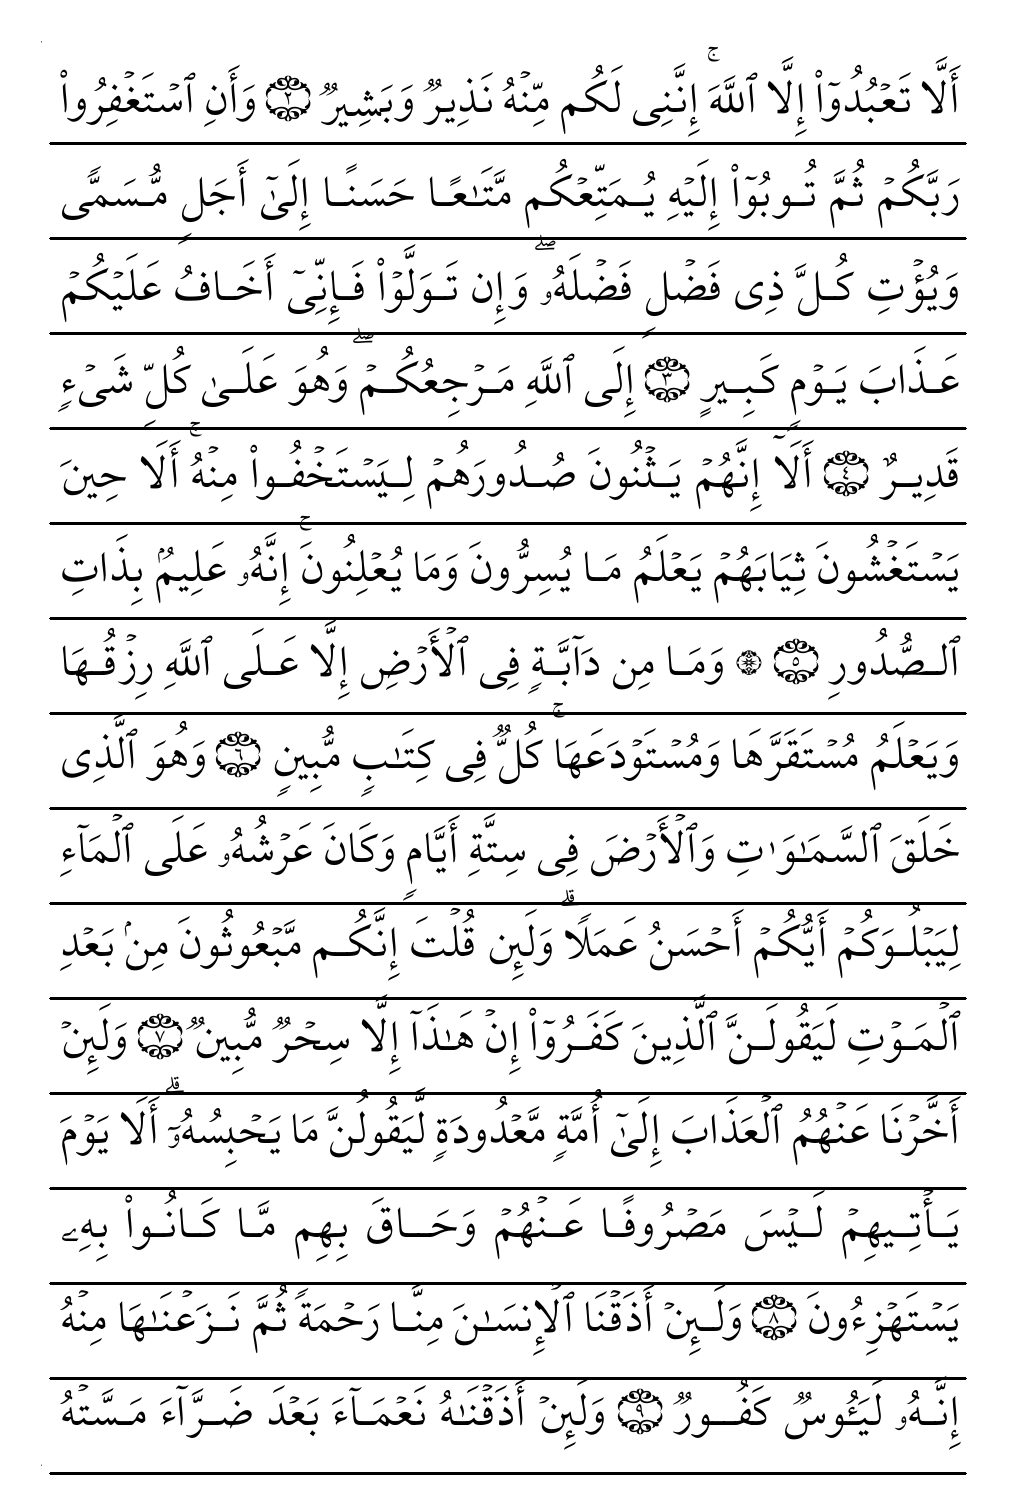 أَلَّا تَعۡبُدُوٓاْ إِلَّا ٱللَّهَۚ إِنَّنِى لَكُم مِّنۡهُ نَذِيرٌ وَبَشِيرٌ ٢ وَأَنِ ٱسۡتَغۡفِرُواْ
رَبَّكُمۡ ثُمَّ تُوبُوٓاْ إِلَيۡهِ يُمَتِّعۡكُم مَّتَٰعًا حَسَنًا إِلَىٰٓ أَجَلٍ مُّسَمًّى
وَيُؤۡتِ كُلَّ ذِى فَضۡلٍ فَضۡلَهُۥۖ وَإِن تَوَلَّوۡاْ فَإِنِّىٓ أَخَافُ عَلَيۡكُمۡ
عَذَابَ يَوۡمٍ كَبِيرٍ ٣ إِلَى ٱللَّهِ مَرۡجِعُكُمۡۖ وَهُوَ عَلَىٰ كُلِّ شَىۡءٍ
قَدِيرٌ ٤ أَلَآ إِنَّهُمۡ يَثۡنُونَ صُدُورَهُمۡ لِيَسۡتَخۡفُواْ مِنۡهُۚ أَلَا حِينَ
يَسۡتَغۡشُونَ ثِيَابَهُمۡ يَعۡلَمُ مَا يُسِرُّونَ وَمَا يُعۡلِنُونَۚ إِنَّهُۥ عَلِيمُۢ بِذَاتِ
ٱلصُّدُورِ ٥ ۞ وَمَا مِن دَآبَّةٍ فِى ٱلۡأَرۡضِ إِلَّا عَلَى ٱللَّهِ رِزۡقُهَا
وَيَعۡلَمُ مُسۡتَقَرَّهَا وَمُسۡتَوۡدَعَهَاۚ كُلٌّ فِى كِتَٰبٍ مُّبِينٍ ٦ وَهُوَ ٱلَّذِى
خَلَقَ ٱلسَّمَٰوَٰتِ وَٱلۡأَرۡضَ فِى سِتَّةِ أَيَّامٍ وَكَانَ عَرۡشُهُۥ عَلَى ٱلۡمَآءِ
لِيَبۡلُوَكُمۡ أَيُّكُمۡ أَحۡسَنُ عَمَلًاۗ وَلَئِن قُلۡتَ إِنَّكُم مَّبۡعُوثُونَ مِنۢ بَعۡدِ
ٱلۡمَوۡتِ لَيَقُولَنَّ ٱلَّذِينَ كَفَرُوٓاْ إِنۡ هَٰذَآ إِلَّا سِحۡرٌ مُّبِينٌ ٧ وَلَئِنۡ
أَخَّرۡنَا عَنۡهُمُ ٱلۡعَذَابَ إِلَىٰٓ أُمَّةٍ مَّعۡدُودَةٍ لَّيَقُولُنَّ مَا يَحۡبِسُهُۥٓۗ أَلَا يَوۡمَ
يَأۡتِيهِمۡ لَيۡسَ مَصۡرُوفًا عَنۡهُمۡ وَحَاقَ بِهِم مَّا كَانُواْ بِهِۦ
يَسۡتَهۡزِءُونَ ٨ وَلَئِنۡ أَذَقۡنَا ٱلۡإِنسَٰنَ مِنَّا رَحۡمَةً ثُمَّ نَزَعۡنَٰهَا مِنۡهُ
إِنَّهُۥ لَيَـُٔوسٌ كَفُورٌ ٩ وَلَئِنۡ أَذَقۡنَٰهُ نَعۡمَآءَ بَعۡدَ ضَرَّآءَ مَسَّتۡهُ